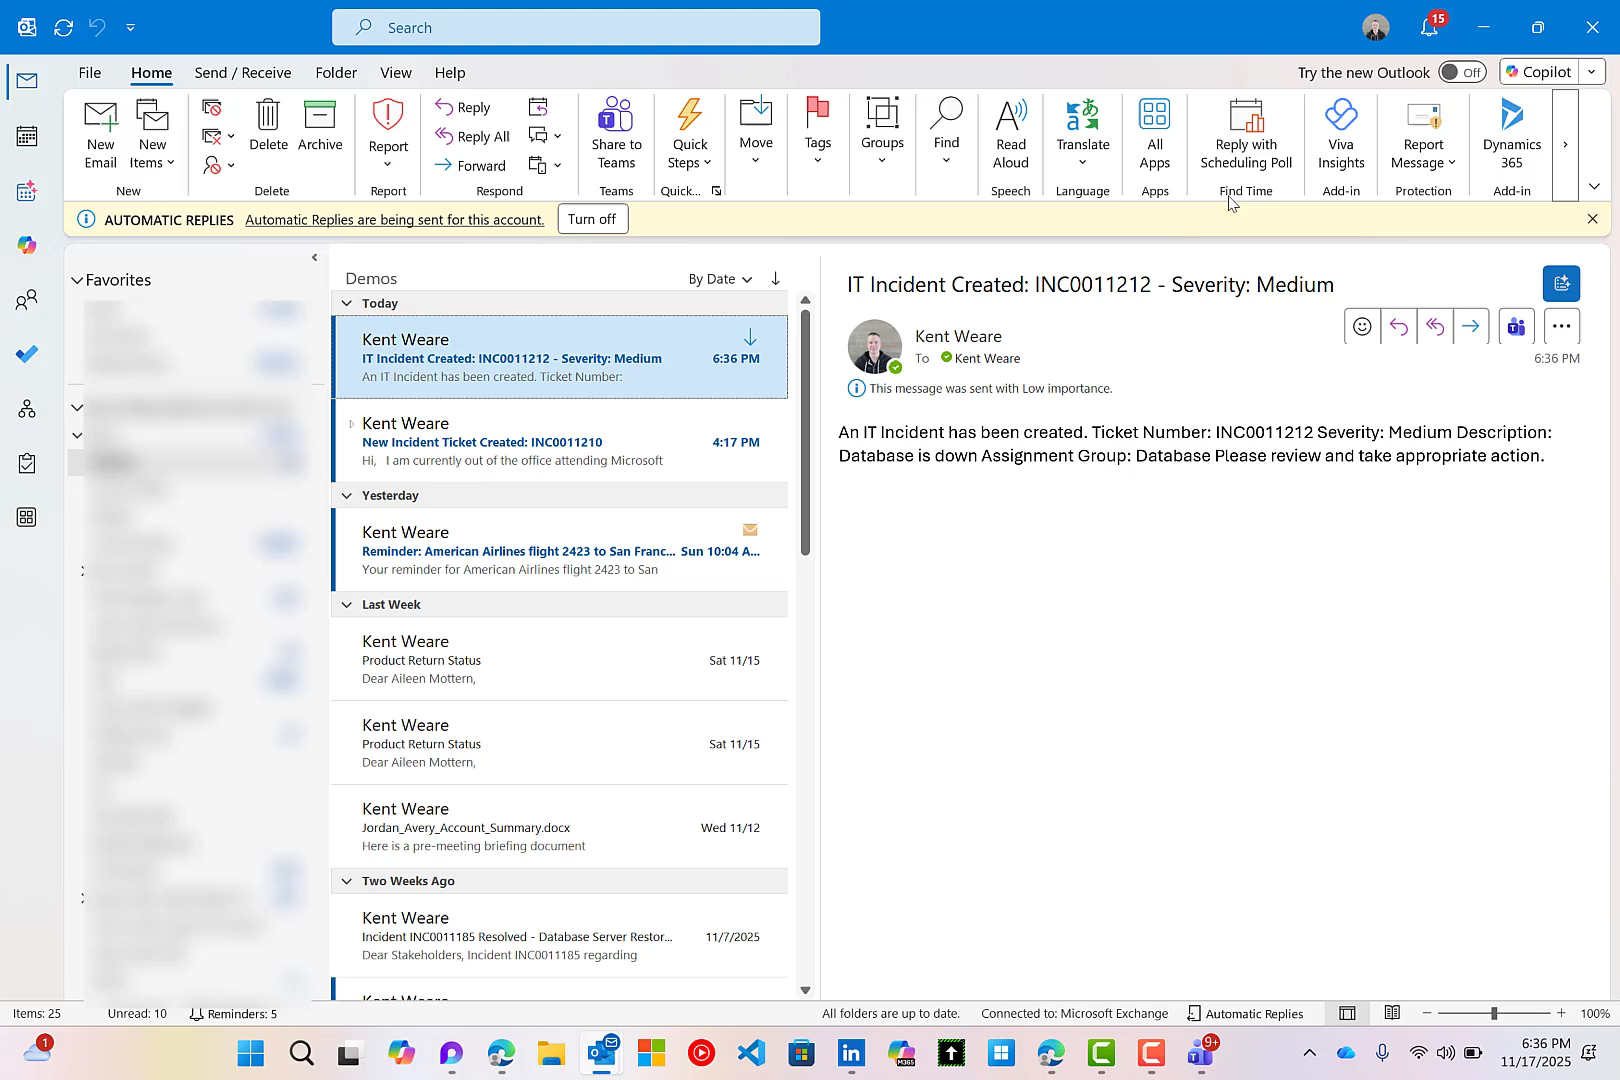 Search
15
File
Home
Send / Receive
Folder
View
Help
Try the new Outlook
Off
Copilot
New Email
New Items
New
Delete
Archive
Delete
Report
Report
Reply
Reply All
Forward
Respond
Share to Teams
Teams
Quick Steps
Quick...
Move
Tags
Groups
Find
Read Aloud
Speech
Translate
Language
All Apps
Apps
Reply with Scheduling Poll
Find Time
Viva Insights
Add-in
Report Message
Protection
Dynamics 365
Add-in
AUTOMATIC REPLIES Automatic Replies are being sent for this account. Turn off
Favorites
Demos
By Date
Today
Kent Weare
IT Incident Created: INC0011212 - Severity: Medium 6:36 PM
An IT Incident has been created. Ticket Number:
Kent Weare
New Incident Ticket Created: INC0011210 4:17 PM
Hi, I am currently out of the office attending Microsoft
Yesterday
Kent Weare
Reminder: American Airlines flight 2423 to San Franc... Sun 10:04 A...
Your reminder for American Airlines flight 2423 to San
Last Week
Kent Weare
Product Return Status Sat 11/15
Dear Aileen Mottern,
Kent Weare
Product Return Status Sat 11/15
Dear Aileen Mottern,
Kent Weare
Jordan_Avery_Account_Summary.docx Wed 11/12
Here is a pre-meeting briefing document
Two Weeks Ago
Kent Weare
Incident INC0011185 Resolved - Database Server Restor... 11/7/2025
Dear Stakeholders, Incident INC0011185 regarding
Kent Weare
IT Incident Created: INC0011212 - Severity: Medium
Kent Weare
To Kent Weare
6:36 PM
This message was sent with Low importance.
An IT Incident has been created. Ticket Number: INC0011212 Severity: Medium Description:
Database is down Assignment Group: Database Please review and take appropriate action.
Items: 25
Unread: 10
Reminders: 5
All folders are up to date.
Connected to: Microsoft Exchange
Automatic Replies
100%
1
M365
9+
6:36 PM
11/17/2025